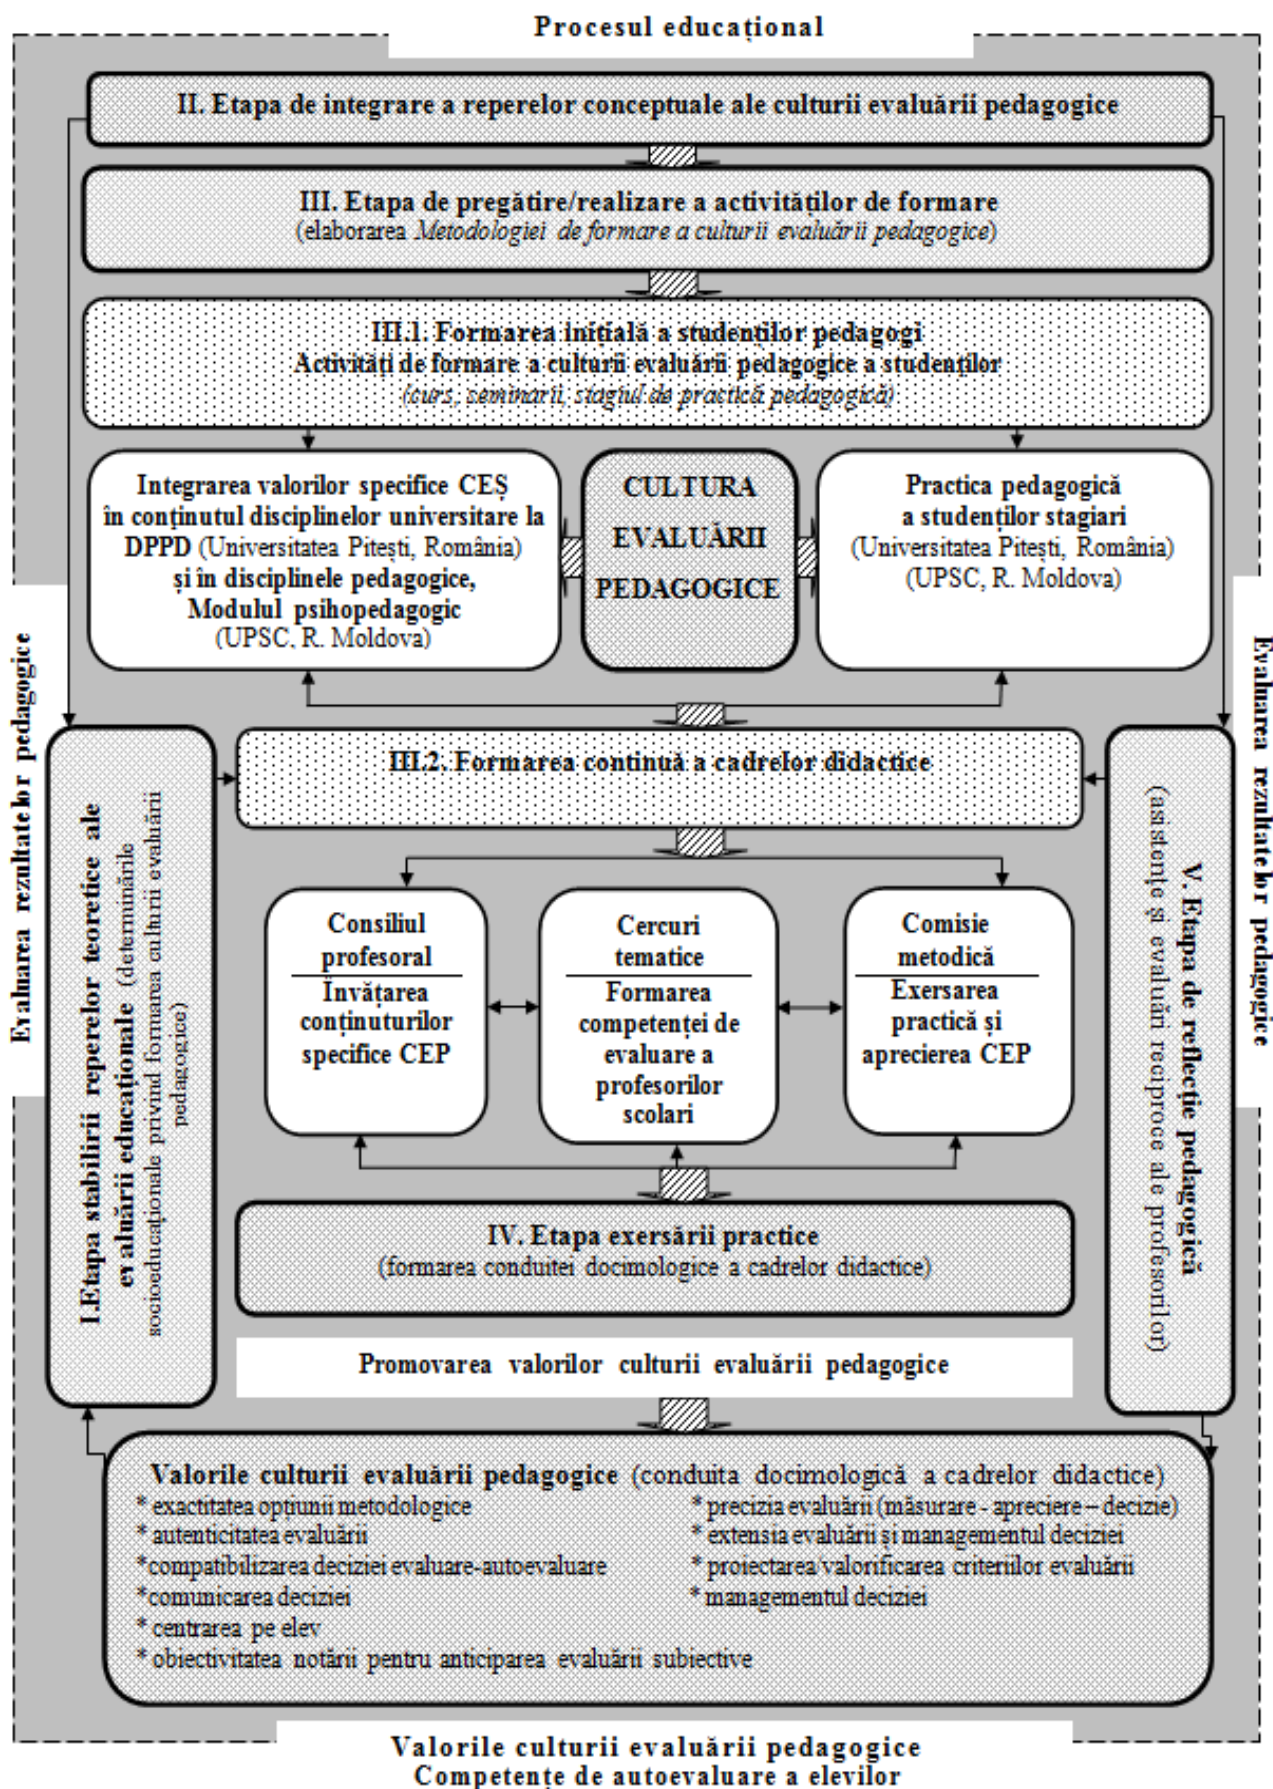 Procesul educațional
II. Etapa de integrare a reperelor conceptuale ale culturii evaluării pedagogice
III. Etapa de pregătire/realizare a activităților de formare
(elaborarea Metodologiei de formare a culturii evaluării pedagogice)
III.1. Formarea inițială a studenților pedagogi
Activități de formare a culturii evaluării pedagogice a studenților
(curs, seminarii, stagiul de practică pedagogică)
Integrarea valorilor specifice CEȘ
în conținutul disciplinelor universitare la
DPPD (Universitatea Pitești, România)
și în disciplinele pedagogice,
Modulul psihopedagogic
(UPSC, R. Moldova)
CULTURA
EVALUĂRII
PEDAGOGICE
Practica pedagogică
a studenților stagiari
(Universitatea Pitești, România)
(UPSC, R. Moldova)
Evaluarea rezultatelor pedagogice
Evaluarea rezultatelor pedagogice
I.Etapa stabilirii reperelor teoretice ale
evaluării educaționale (determinările
socioeducaționale privind formarea culturii evaluării
pedagogice)
III.2. Formarea continuă a cadrelor didactice
V. Etapa de reflecție pedagogică
(asistențe și evaluări reciproce ale profesorilor)
Consiliul
profesoral
Învățarea
conținuturilor
specifice CEP
Cercuri
tematice
Formarea
competenței de
evaluare a
profesorilor
scolari
Comisie
metodică
Exersarea
practică și
aprecierea CEP
IV. Etapa exersării practice
(formarea conduitei docimologice a cadrelor didactice)
Promovarea valorilor culturii evaluării pedagogice
Valorile culturii evaluării pedagogice (conduita docimologică a cadrelor didactice)
* exactitatea opțiunii metodologice
* autenticitatea evaluării
*compatibilizarea deciziei evaluare-autoevaluare
*comunicarea deciziei
* centrarea pe elev
* obiectivitatea notării pentru anticiparea evaluării subiective
* precizia evaluării (măsurare - apreciere – decizie)
* extensia evaluării și managementul deciziei
* proiectarea/valorificarea criteriilor evaluării
* managementul deciziei
Valorile culturii evaluării pedagogice
Competențe de autoevaluare a elevilor